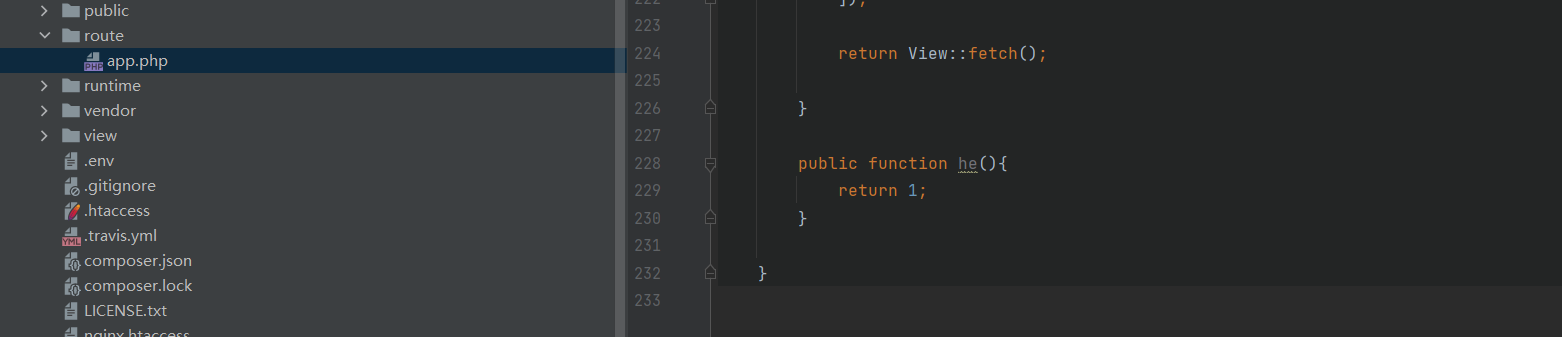 public
route
app.php
runtime
vendor
view
.env
.gitignore
.htaccess
.travis.yml
composer.json
composer.lock
LICENSE.txt
nginx.htaccess
222 ]);
223
224 return View::fetch();
225
226 }
227
228 public function he(){
229 return 1;
230 }
231
232 }
233